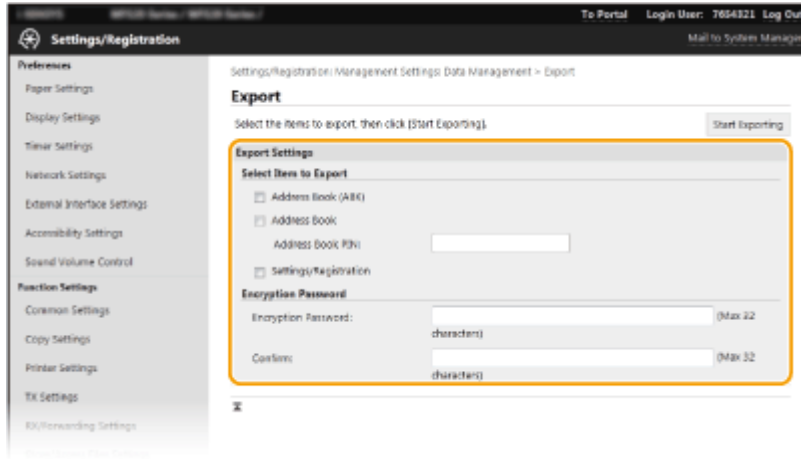 To Portal Login User: 7654321 Log Out
Settings/Registration
Mail to System Manager
Preferences
Paper Settings
Display Settings
Timer Settings
Network Settings
External Interface Settings
Accessibility Settings
Sound Volume Control
Function Settings
Common Settings
Copy Settings
Printer Settings
TX Settings
RX/Forwarding Settings
Settings/Registration: Management Settings: Data Management > Export
Export
Select the items to export, then click [Start Exporting].
Start Exporting
Export Settings
Select Item to Export
Address Book (ABK)
Address Book
Address Book PIN:
Settings/Registration
Encryption Password
Encryption Password:
(Max 32
characters)
Confirm:
(Max 32
characters)